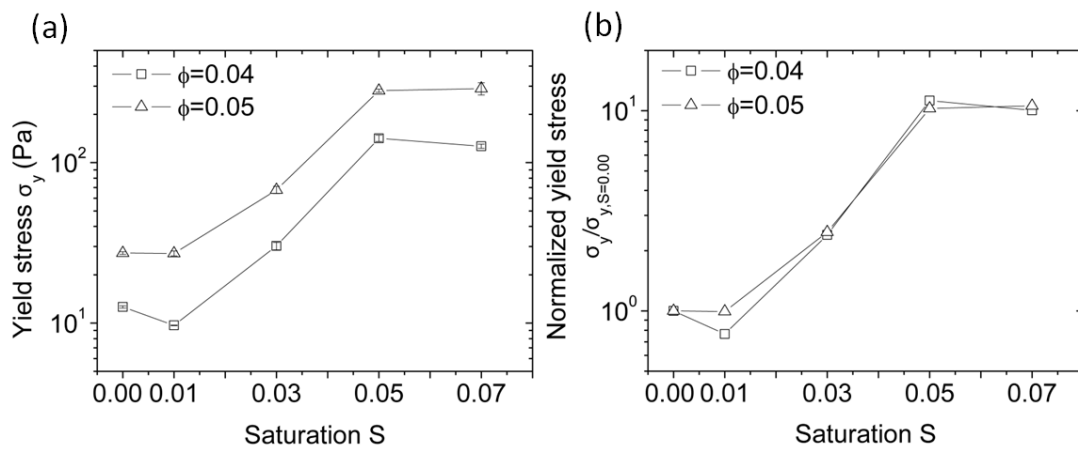 (a)
ϕ=0.04
ϕ=0.05
Yield stress σy (Pa)
10²
10¹
0.00 0.01 0.03 0.05 0.07
Saturation S
(b)
ϕ=0.04
ϕ=0.05
Normalized yield stress
σy/σy,S=0.00
10¹
10⁰
0.00 0.01 0.03 0.05 0.07
Saturation S